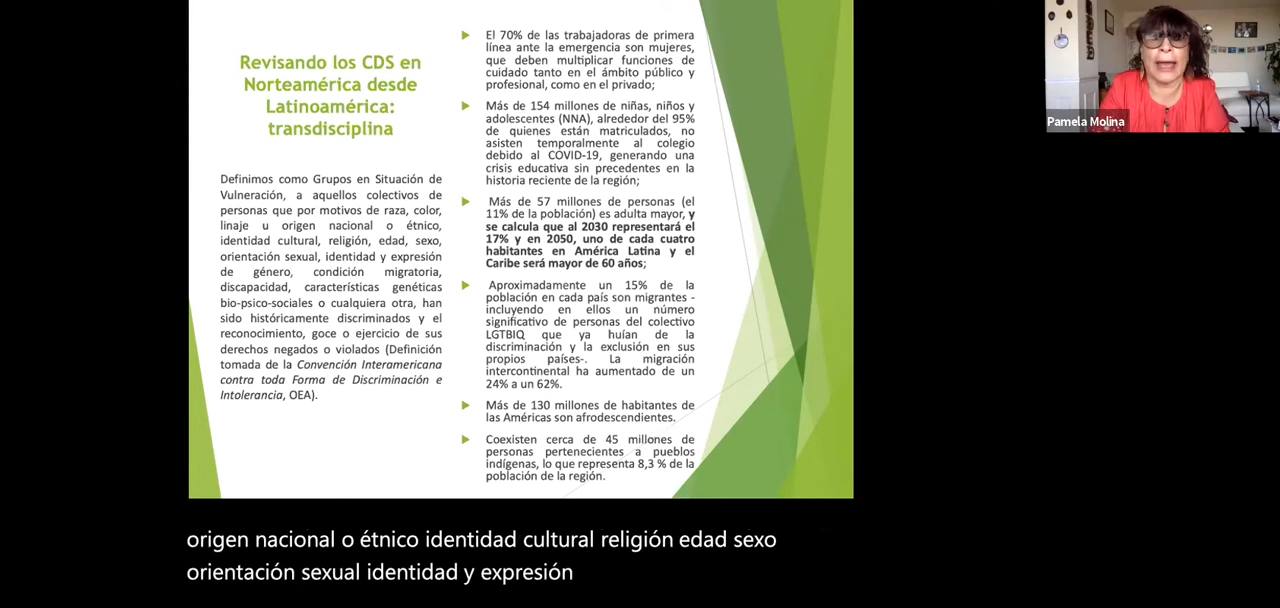 Revisando los CDS en
Norteamérica desde
Latinoamérica:
transdisciplina
Definimos como Grupos en Situación de
Vulneración, a aquellos colectivos de
personas que por motivos de raza, color,
linaje u origen nacional o étnico,
identidad cultural, religión, edad, sexo,
orientación sexual, identidad y expresión
de género, condición migratoria,
discapacidad, características genéticas
bio-psico-sociales o cualquiera otra, han
sido históricamente discriminados y el
reconocimiento, goce o ejercicio de sus
derechos negados o violados (Definición
tomada de la Convención Interamericana
contra toda Forma de Discriminación e
Intolerancia, OEA).
El 70% de las trabajadoras de primera
línea ante la emergencia son mujeres,
que deben multiplicar funciones de
cuidado tanto en el ámbito público y
profesional, como en el privado;
Más de 154 millones de niñas, niños y
adolescentes (NNA), alrededor del 95%
de quienes están matriculados, no
asisten temporalmente al colegio
debido al COVID-19, generando una
crisis educativa sin precedentes en la
historia reciente de la región;
Más de 57 millones de personas (el
11% de la población) es adulta mayor, y
se calcula que al 2030 representará el
17% y en 2050, uno de cada cuatro
habitantes en América Latina y el
Caribe será mayor de 60 años;
Aproximadamente un 15% de la
población en cada país son migrantes -
incluyendo en ellos un número
significativo de personas del colectivo
LGTBIQ que ya huían de la
discriminación y la exclusión en sus
propios países-. La migración
intercontinental ha aumentado de un
24% a un 62%.
Más de 130 millones de habitantes de
las Américas son afrodescendientes.
Coexisten cerca de 45 millones de
personas pertenecientes a pueblos
indígenas, lo que representa 8,3 % de la
población de la región.
Pamela Molina
origen nacional o étnico identidad cultural religión edad sexo
orientación sexual identidad y expresión